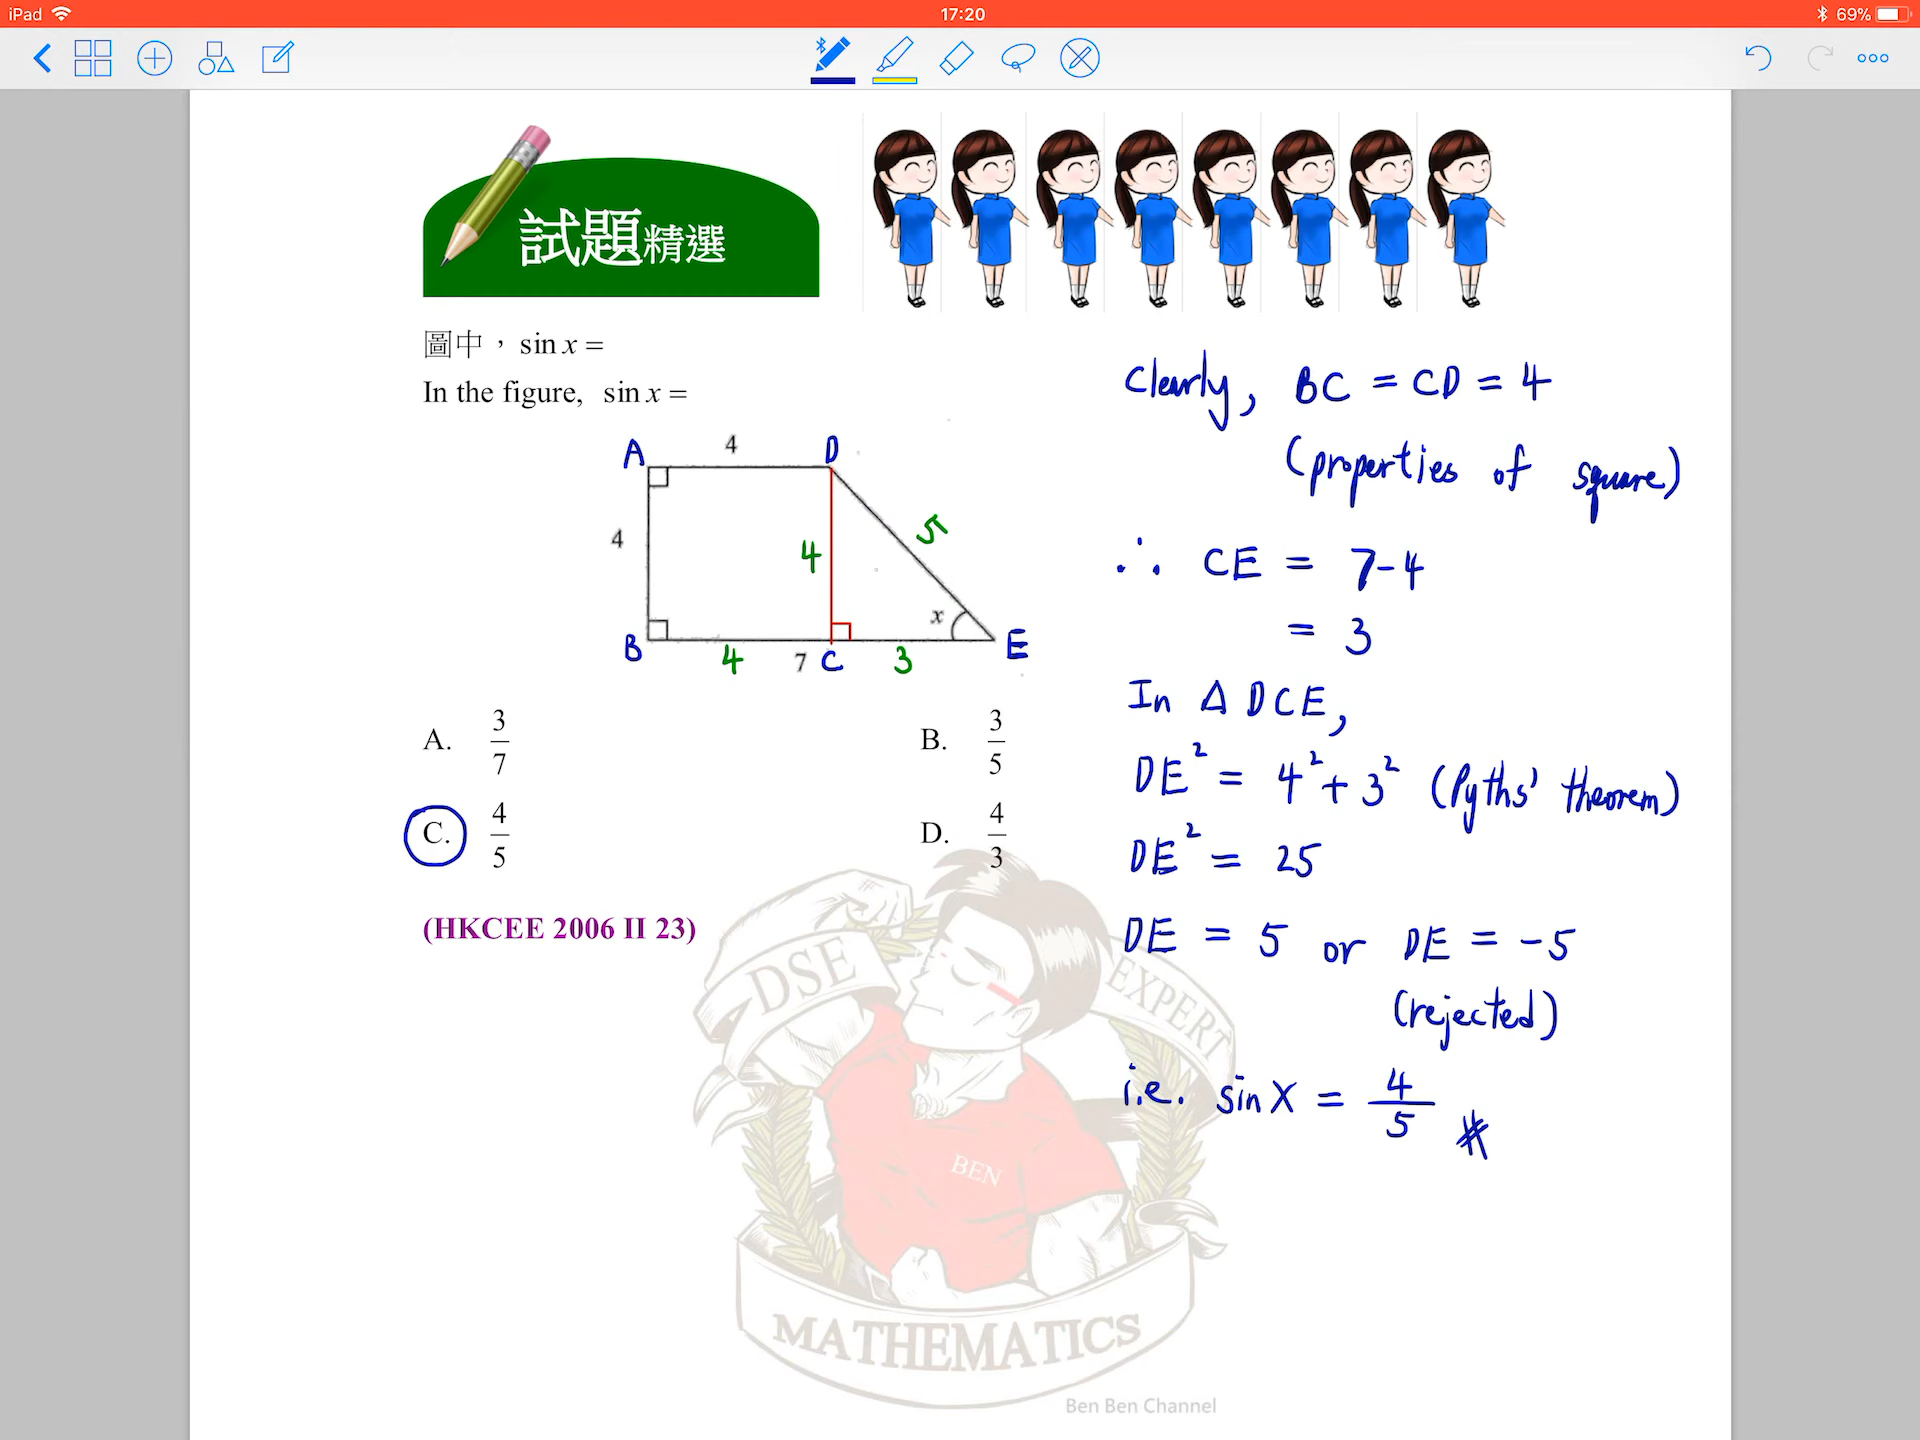 iPad 17:20 69%
試題精選
圖中，sin x =
In the figure, sin x =
A 4 D
4 4 5
x
B 4 7 C 3 E
A. 3/7 B. 3/5
C. 4/5 D. 4/3
(HKCEE 2006 II 23)
Clearly, BC = CD = 4
(properties of square)
∴ CE = 7-4
= 3
In △ DCE,
DE² = 4² + 3² (Pyths' theorem)
DE² = 25
DE = 5 or DE = -5
(rejected)
i.e. sin x = 4/5 #
DSE EXPERT
BEN
MATHEMATICS
Ben Ben Channel